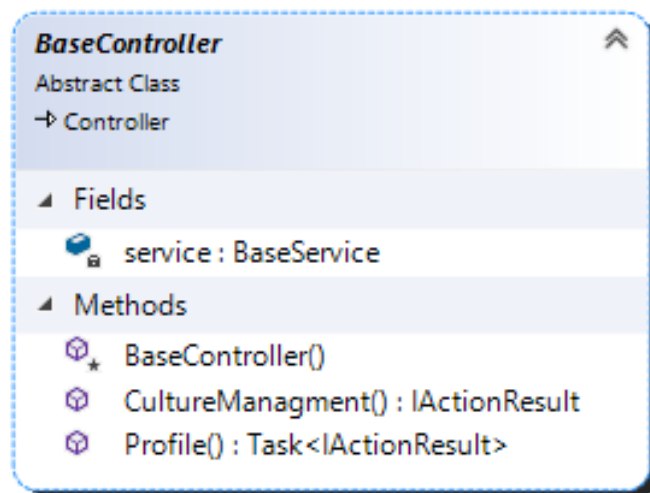 BaseController
Abstract Class
Controller
Fields
service : BaseService
Methods
BaseController()
CultureManagment() : IActionResult
Profile() : Task<IActionResult>